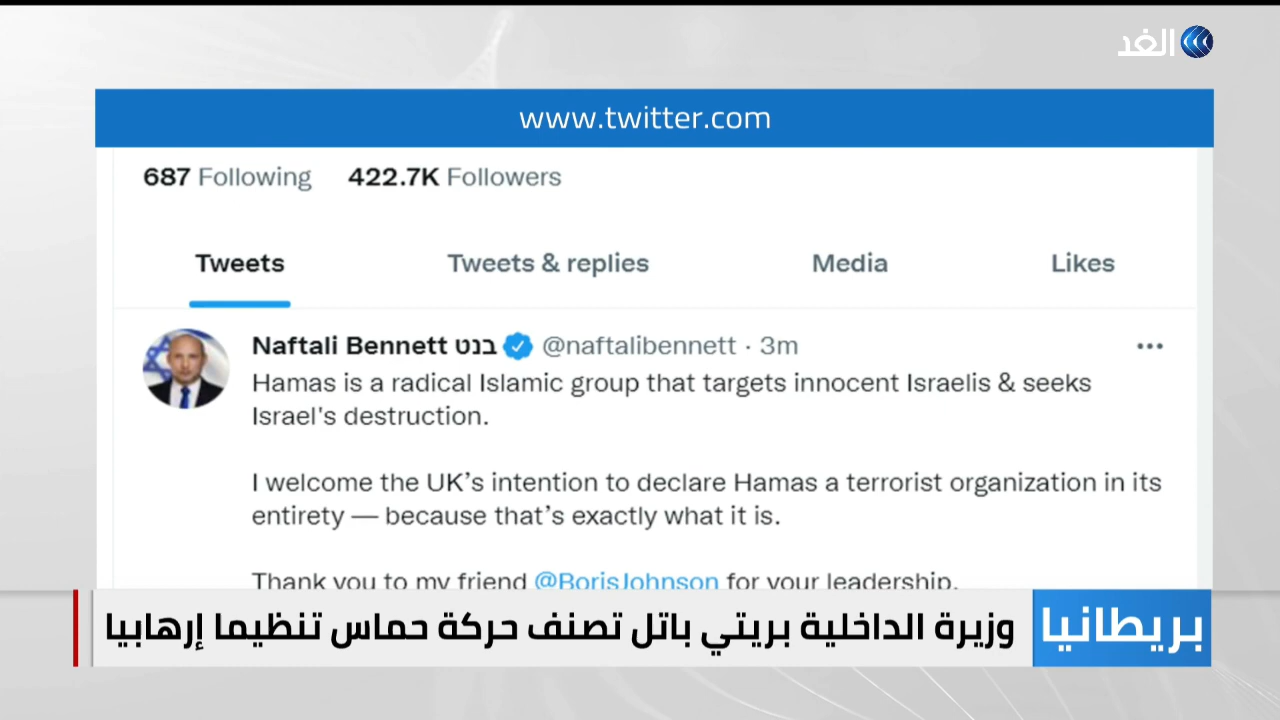 الغد
www.twitter.com
687 Following 422.7K Followers
Tweets Tweets & replies Media Likes
Naftali Bennett בנט @naftalibennett · 3m
Hamas is a radical Islamic group that targets innocent Israelis & seeks
Israel's destruction.
I welcome the UK’s intention to declare Hamas a terrorist organization in its
entirety — because that’s exactly what it is.
Thank you to my friend @BorisJohnson for your leadership.
بريطانيا
وزيرة الداخلية بريتي باتل تصنف حركة حماس تنظيما إرهابيا